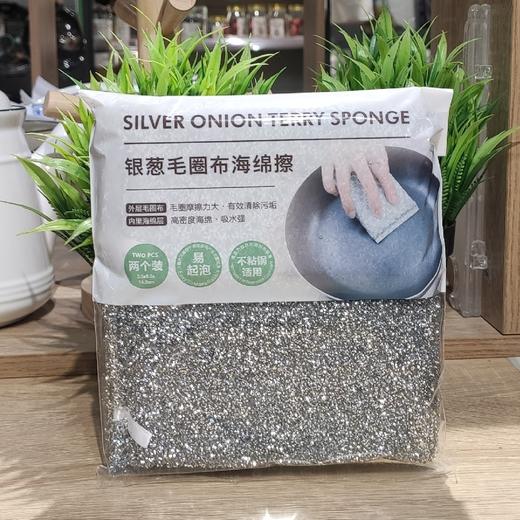 SILVER ONION TERRY SPONGE
银葱毛圈布海绵擦
外层毛圈布 毛圈摩擦力大·有效清除污垢
内里海绵层 高密度海绵·吸水强
TWO PCS
两个装
易
起泡
不粘锅
适用